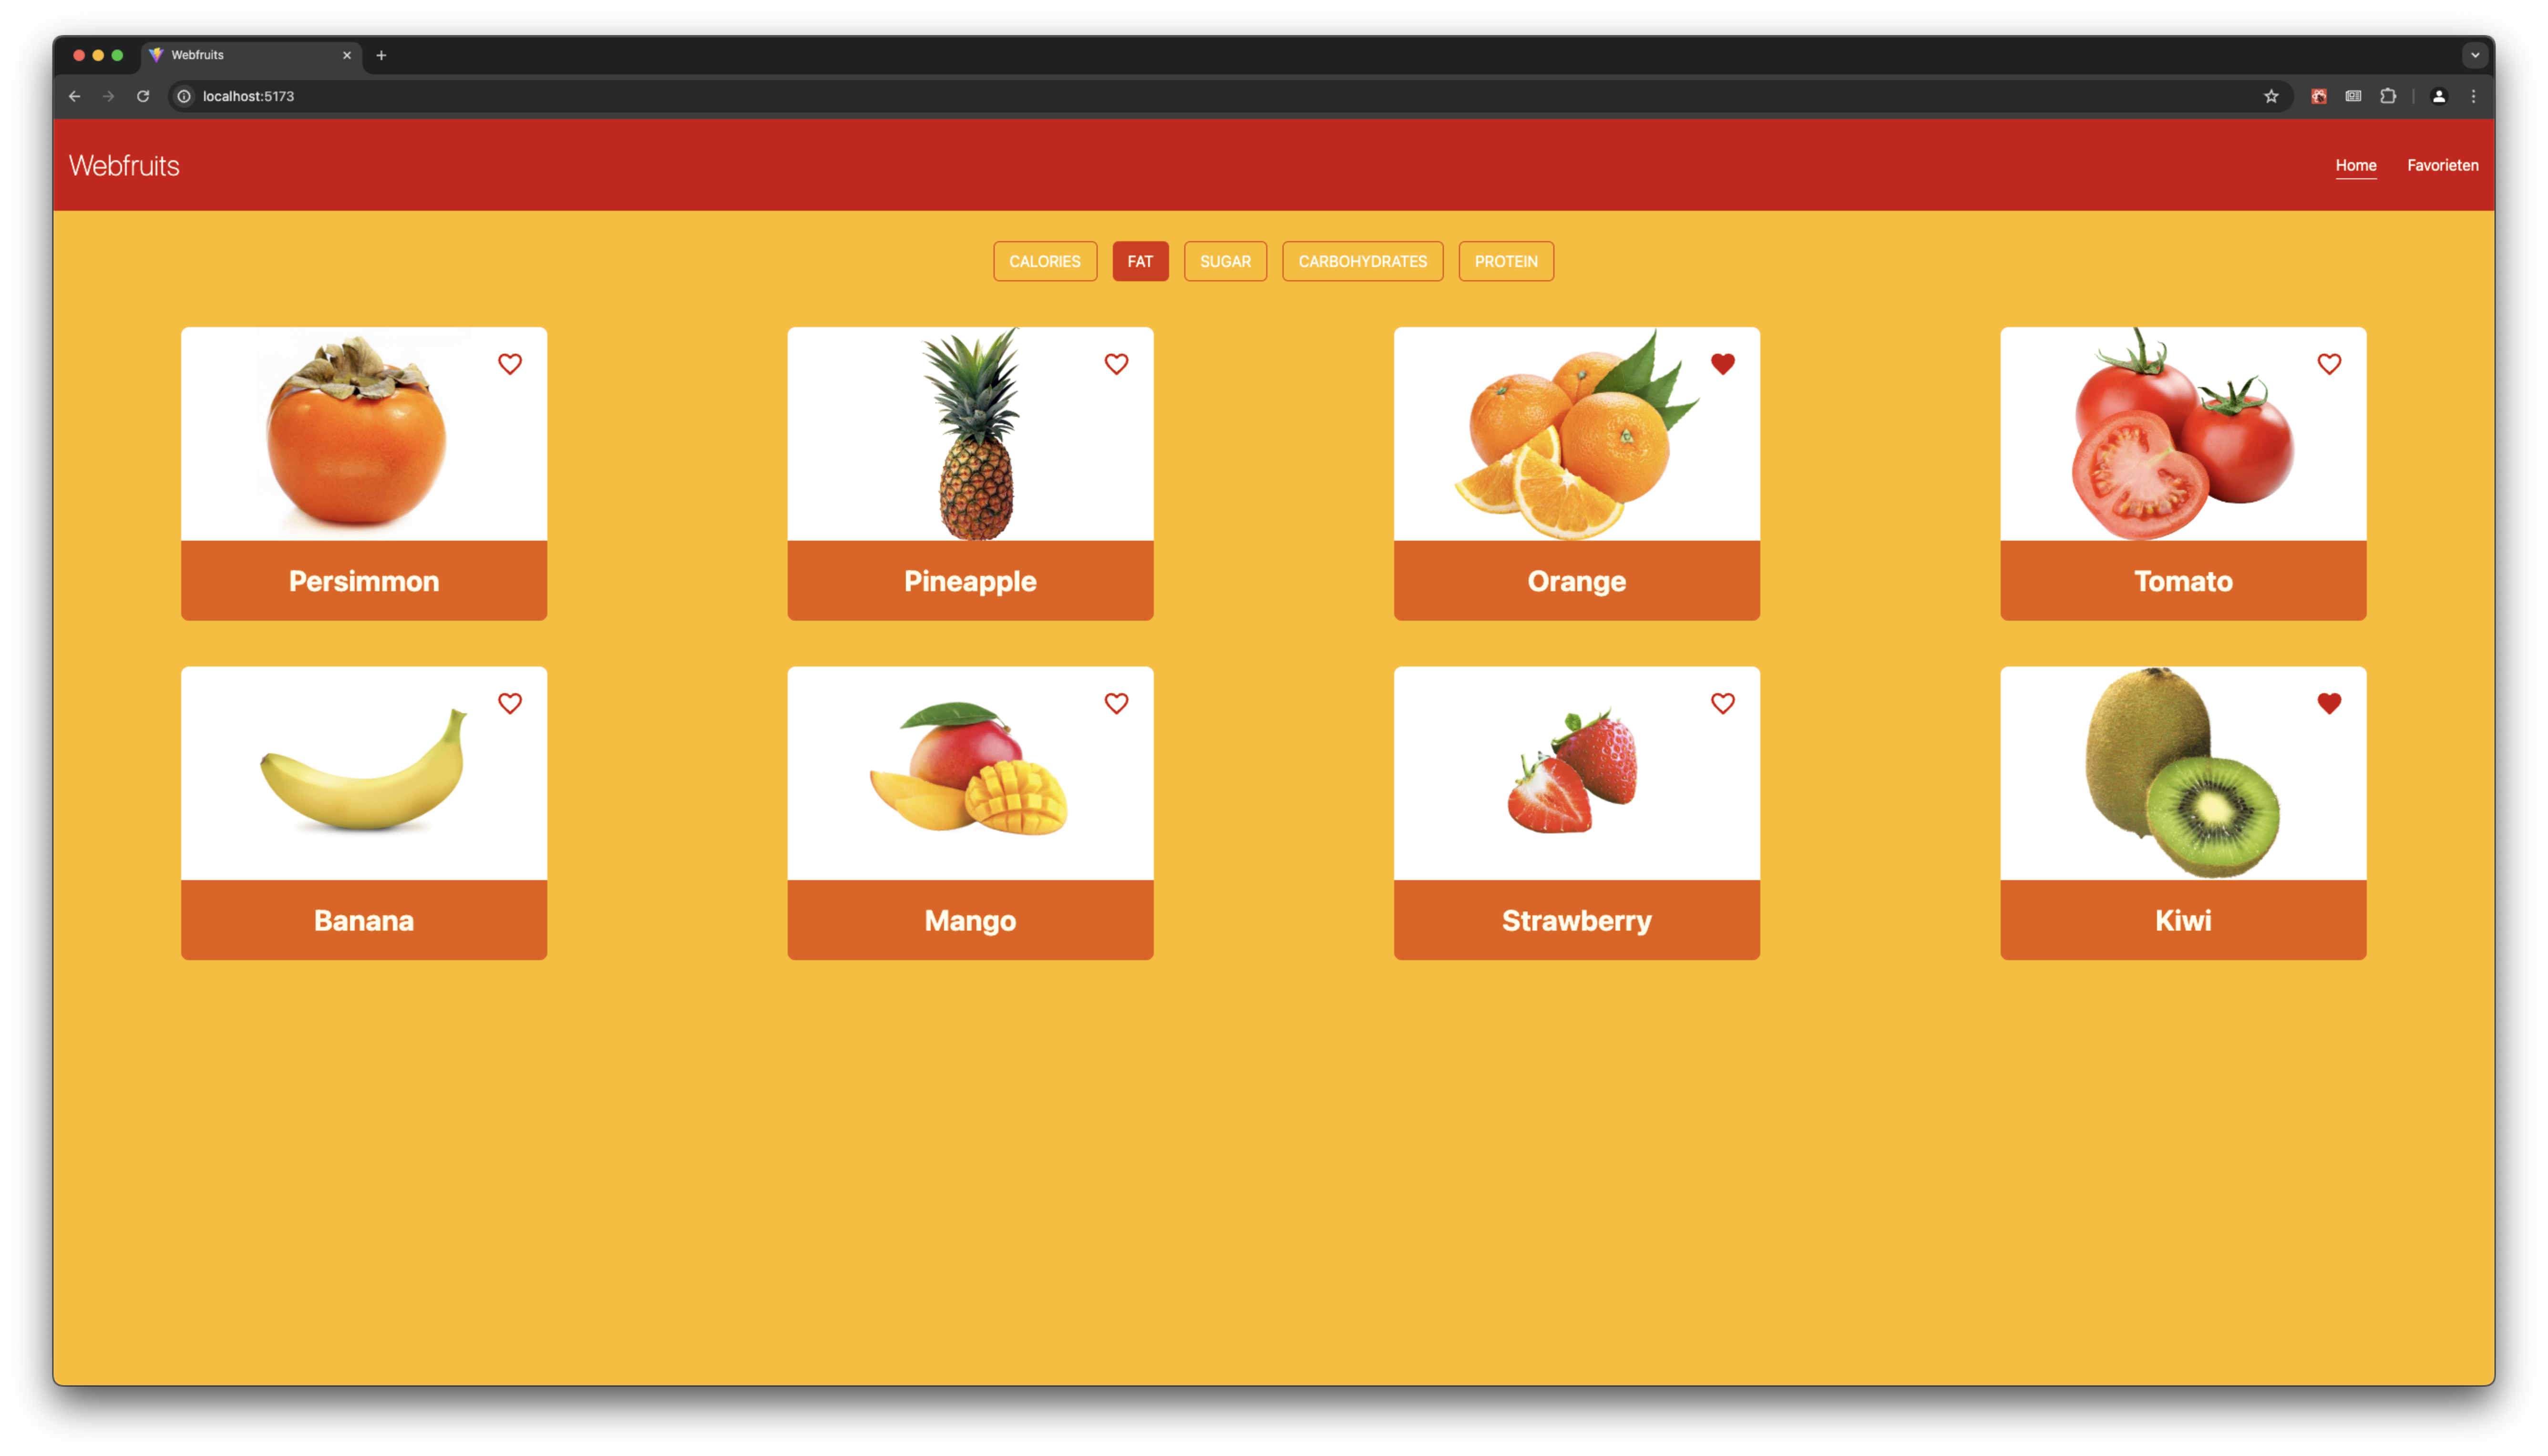 Webfruits
localhost:5173
Webfruits
Home Favorieten
CALORIES FAT SUGAR CARBOHYDRATES PROTEIN
Persimmon Pineapple Orange Tomato
Banana Mango Strawberry Kiwi